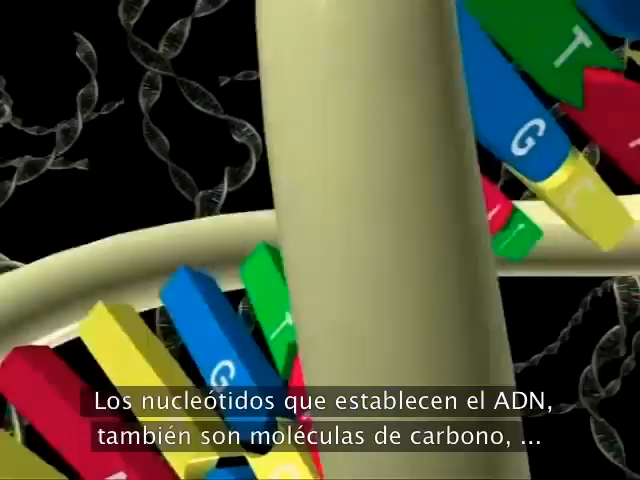 T
G
T
G
Los nucleótidos que establecen el ADN,
también son moléculas de carbono, ...